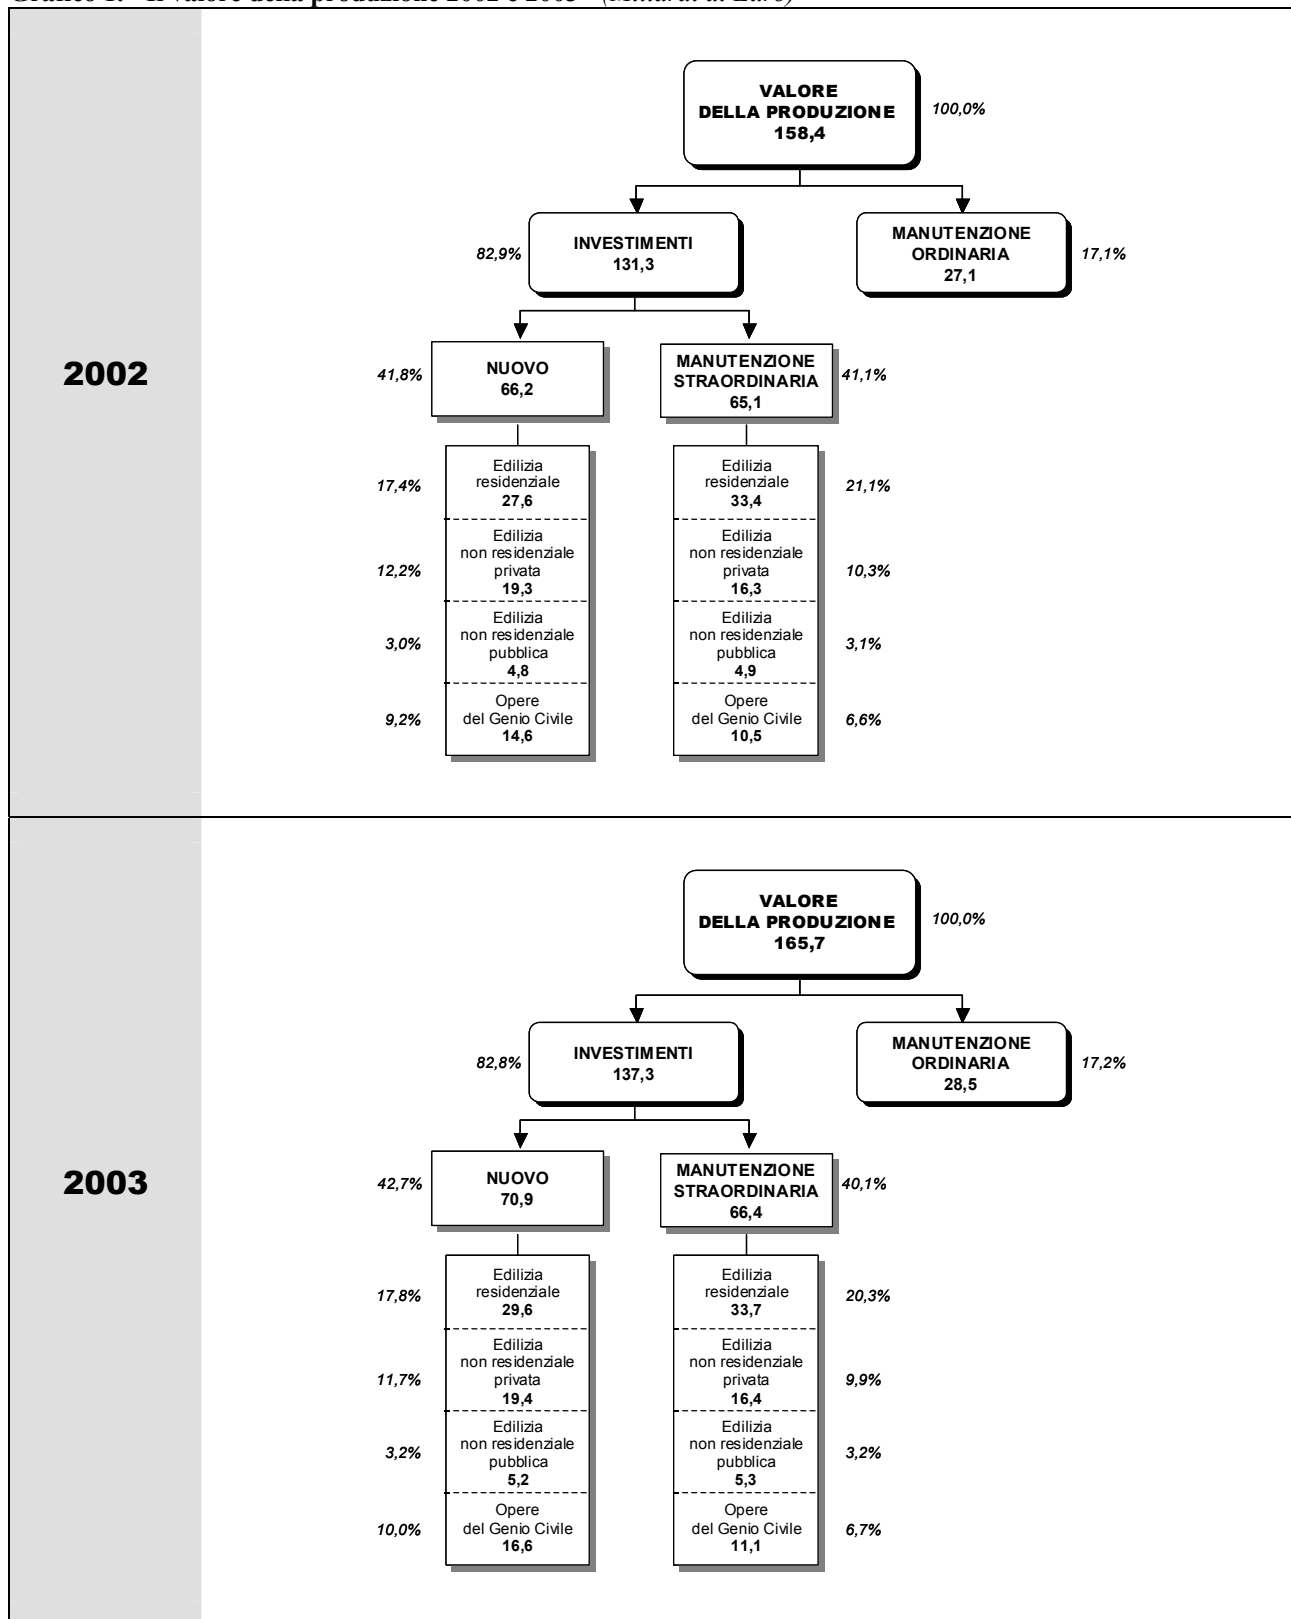 Grafico 1. - Il valore della produzione 2002 e 2003 (Miliardi di Euro)
VALORE
DELLA PRODUZIONE
158,4
100,0%
INVESTIMENTI
131,3
82,9%
MANUTENZIONE
ORDINARIA
27,1
17,1%
2002
41,8%
NUOVO
66,2
MANUTENZIONE
STRAORDINARIA
65,1
41,1%
17,4%
Edilizia
residenziale
27,6
Edilizia
residenziale
33,4
21,1%
12,2%
Edilizia
non residenziale
privata
19,3
Edilizia
non residenziale
privata
16,3
10,3%
3,0%
Edilizia
non residenziale
pubblica
4,8
Edilizia
non residenziale
pubblica
4,9
3,1%
9,2%
Opere
del Genio Civile
14,6
Opere
del Genio Civile
10,5
6,6%
VALORE
DELLA PRODUZIONE
165,7
100,0%
INVESTIMENTI
137,3
82,8%
MANUTENZIONE
ORDINARIA
28,5
17,2%
2003
42,7%
NUOVO
70,9
MANUTENZIONE
STRAORDINARIA
66,4
40,1%
17,8%
Edilizia
residenziale
29,6
Edilizia
residenziale
33,7
20,3%
11,7%
Edilizia
non residenziale
privata
19,4
Edilizia
non residenziale
privata
16,4
9,9%
3,2%
Edilizia
non residenziale
pubblica
5,2
Edilizia
non residenziale
pubblica
5,3
3,2%
10,0%
Opere
del Genio Civile
16,6
Opere
del Genio Civile
11,1
6,7%